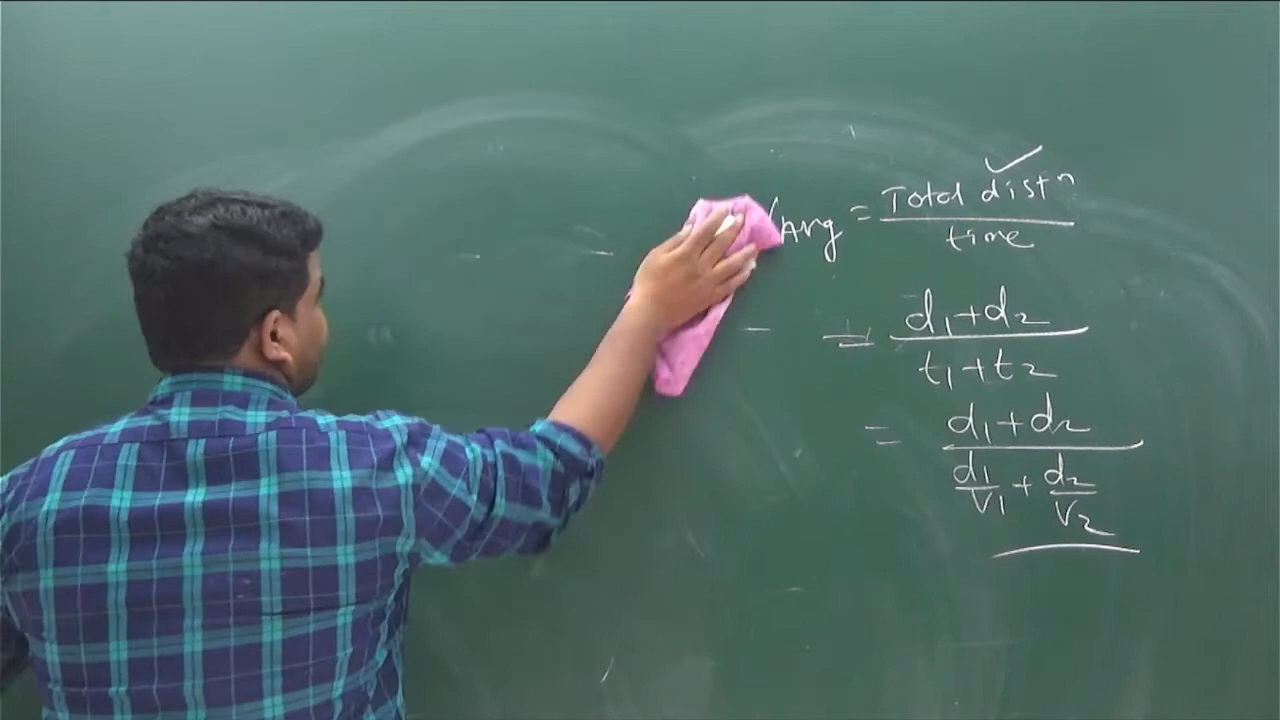 VAvg = Total distn / time
= d1+d2 / t1+t2
= d1+d2 / d1/V1 + d2/V2